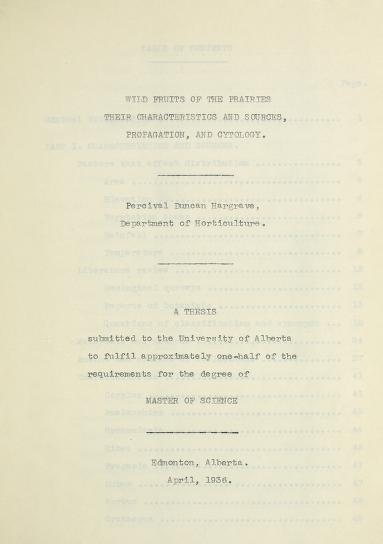 WILD FRUITS OF THE PRAIRIES
THEIR CHARACTERISTICS AND SOURCES,
PROPAGATION, AND CYTOLOGY.
Percival Duncan Hargrave,
Department of Horticulture.
A THESIS
submitted to the University of Alberta
to fulfil approximately one-half of the
requirements for the degree of
MASTER OF SCIENCE
Edmonton, Alberta.
April, 1936.